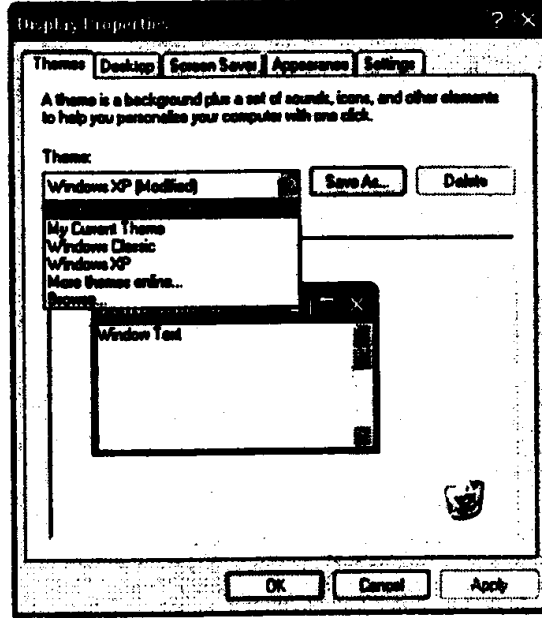 Display Properties
Themes Desktop Screen Saver Appearance Settings
A theme is a background plus a set of sounds, icons, and other elements
to help you personalize your computer with one click.
Theme:
Windows XP (Modified) Save As... Delete
My Current Theme
Windows Classic
Windows XP
More themes online...
Browse...
Window Text
OK Cancel Apply